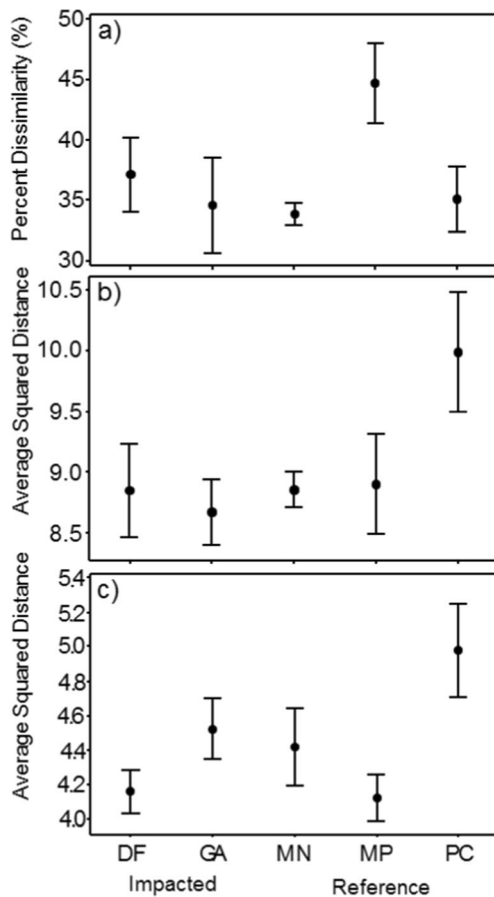 Percent Dissimilarity (%)
a)
50
45
40
35
30
Average Squared Distance
b)
10.5
10.0
9.5
9.0
8.5
Average Squared Distance
c)
5.4
5.2
5.0
4.8
4.6
4.4
4.2
4.0
DF GA MN MP PC
Impacted Reference